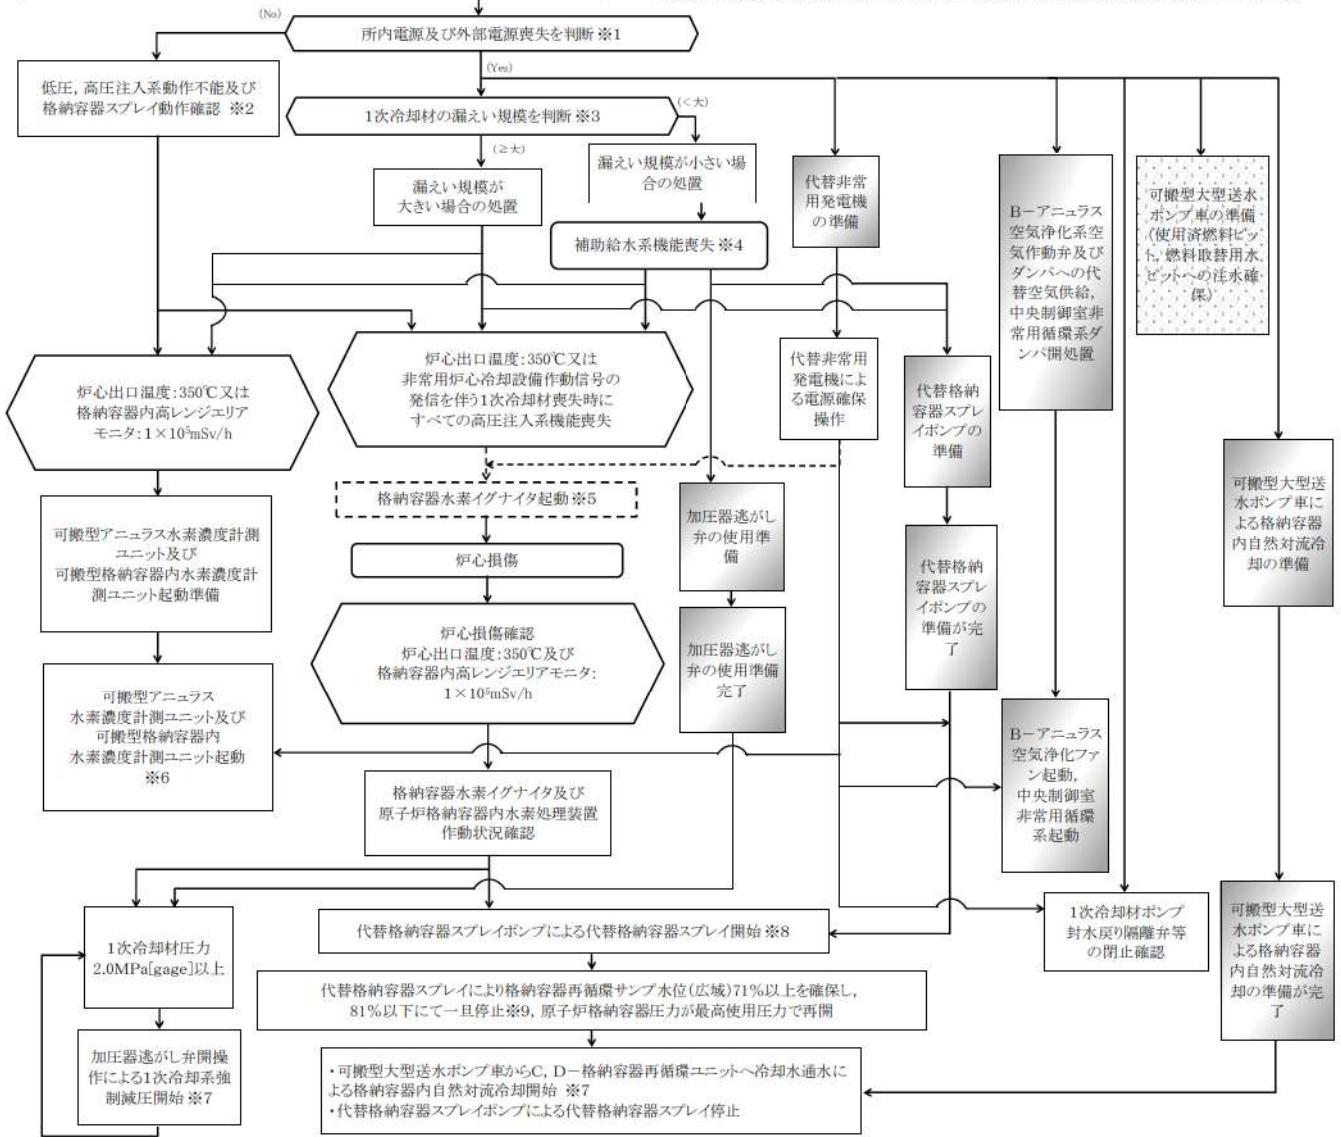 (No)
所内電源及び外部電源喪失を判断※1
(Yes)
低圧，高圧注入系動作不能及び
格納容器スプレイ動作確認 ※2
1次冷却材の漏えい規模を判断※3
(＜大)
(≥大)
漏えい規模が
大きい場合の処置
漏えい規模が小さい場
合の処置
補助給水系機能喪失※4
代替非常
用発電機
の準備
B－アニュラス
空気浄化系空
気作動弁及び
ダンパへの代
替空気供給，
中央制御室非
常用循環系ダ
ンパ開処置
可搬型大型送水
ポンプ車の準備
(使用済燃料ピッ
ト，燃料取替用水
ピットへの注水確
保)
炉心出口温度：350℃又は
格納容器内高レンジエリア
モニタ：1×10⁵mSv/h
炉心出口温度：350℃又は
非常用炉心冷却設備作動信号の
発信を伴う1次冷却材喪失時に
すべての高圧注入系機能喪失
代替非常用
発電機によ
る電源確保
操作
代替格納
容器スプレ
イポンプの
準備
可搬型大型送
水ポンプ車に
よる格納容器
内自然対流冷
却の準備
格納容器水素イグナイタ起動※5
可搬型アニュラス水素濃度計測
ユニット及び
可搬型格納容器内水素濃度計
測ユニット起動準備
炉心損傷
加圧器逃がし
弁の使用準
備
代替格納
容器スプレ
イポンプの
準備が完
了
炉心損傷確認
炉心出口温度：350℃及び
格納容器内高レンジエリアモニタ：
1×10⁵mSv/h
加圧器逃がし
弁の使用準備
完了
可搬型アニュラス
水素濃度計測ユニット及び
可搬型格納容器内
水素濃度計測ユニット起動
※6
B－アニュラス
空気浄化ファ
ン起動，
中央制御室
非常用循環
系起動
格納容器水素イグナイタ及び
原子炉格納容器内水素処理装置
作動状況確認
1次冷却材圧力
2.0MPa[gage]以上
代替格納容器スプレイポンプによる代替格納容器スプレイ開始※8
1次冷却材ポンプ
封水戻り隔離弁等
の閉止確認
可搬型大型送
水ポンプ車に
よる格納容器
内自然対流冷
却の準備が完
了
代替格納容器スプレイにより格納容器再循環サンプ水位(広域)71％以上を確保し，
81％以下にて一旦停止※9，原子炉格納容器圧力が最高使用圧力で再開
加圧器逃がし弁開操
作による1次冷却系強
制減圧開始※7
・可搬型大型送水ポンプ車からC，D－格納容器再循環ユニットへ冷却水通水に
よる格納容器内自然対流冷却開始 ※7
・代替格納容器スプレイポンプによる代替格納容器スプレイ停止